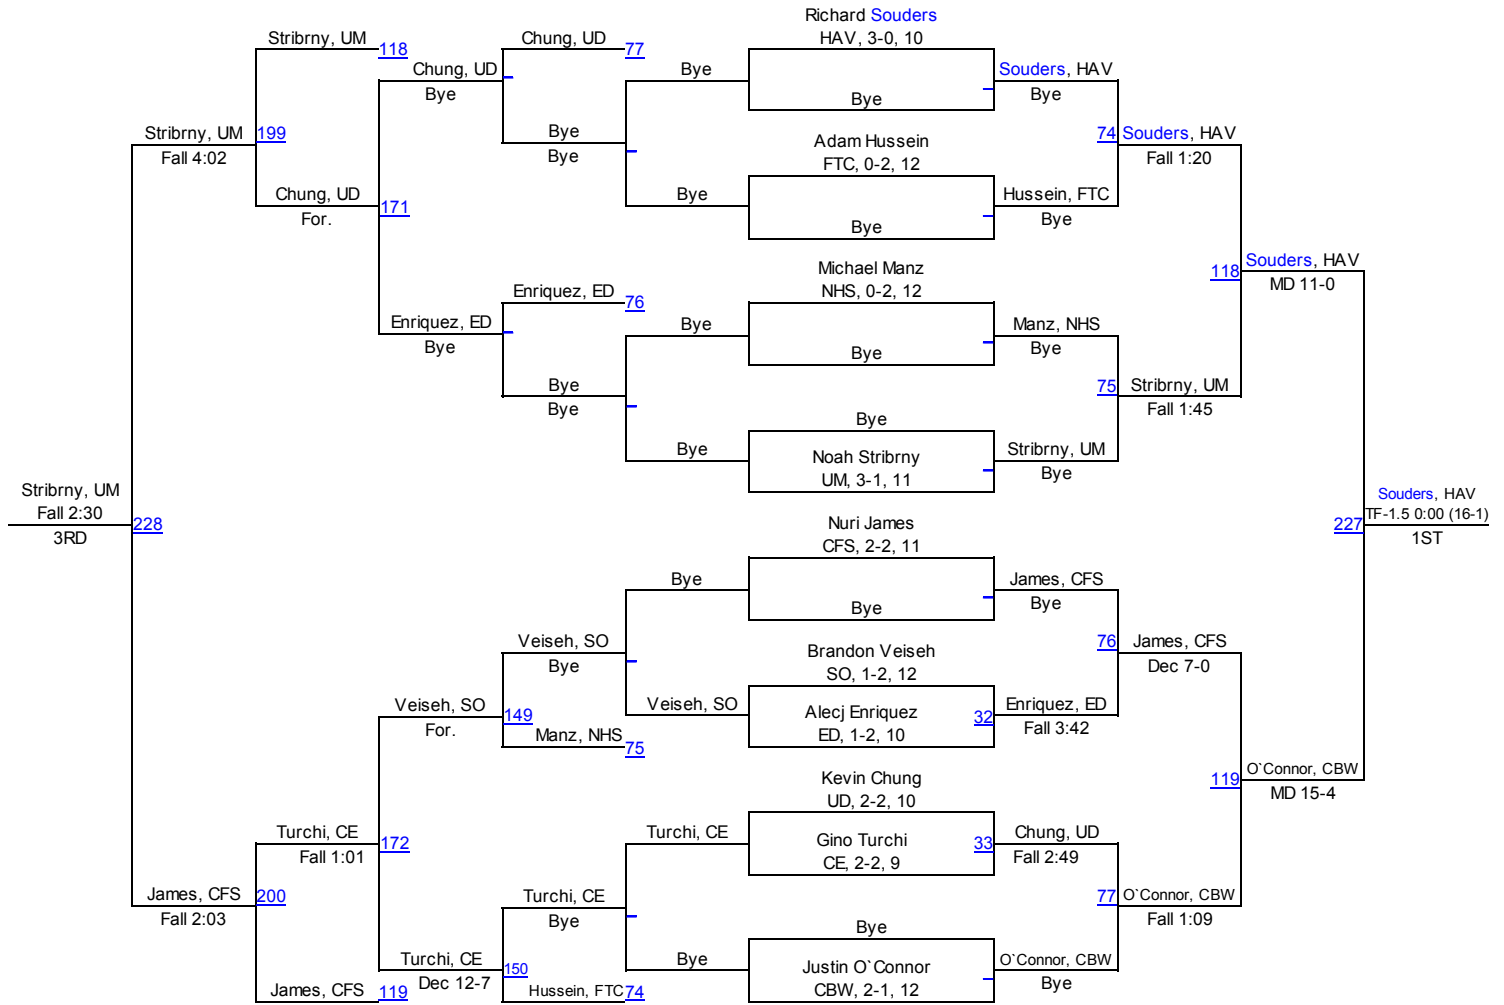 Richard Souders
HAV, 3-0, 10
Stribrny, UM
118
Chung, UD
77
Chung, UD
Bye
Bye
Souders, HAV
Bye
Bye
Stribrny, UM
199
Fall 4:02
Bye
Bye
Adam Hussein
FTC, 0-2, 12
74
Souders, HAV
Fall 1:20
Chung, UD
171
For.
Bye
Hussein, FTC
Bye
Bye
Michael Manz
NHS, 0-2, 12
118
Souders, HAV
MD 11-0
Enriquez, ED
76
Enriquez, ED
Bye
Bye
Manz, NHS
Bye
Bye
Bye
Bye
75
Stribrny, UM
Fall 1:45
Bye
Bye
Noah Stribrny
UM, 3-1, 11
Stribrny, UM
Bye
Stribrny, UM
Fall 2:30
228
3RD
Souders, HAV
TF-1.5 0:00 (16-1)
227
1ST
Nuri James
CFS, 2-2, 11
Bye
Bye
James, CFS
Bye
Veiseh, SO
Bye
Brandon Veiseh
SO, 1-2, 12
76
James, CFS
Dec 7-0
Veiseh, SO
149
For.
Veiseh, SO
Alecj Enriquez
ED, 1-2, 10
32
Enriquez, ED
Fall 3:42
Manz, NHS
75
Kevin Chung
UD, 2-2, 10
119
O`Connor, CBW
MD 15-4
Turchi, CE
172
Fall 1:01
Turchi, CE
Gino Turchi
CE, 2-2, 9
33
Chung, UD
Fall 2:49
James, CFS
200
Fall 2:03
Turchi, CE
Bye
Bye
77
O`Connor, CBW
Fall 1:09
Turchi, CE
150
Dec 12-7
Bye
Justin O`Connor
CBW, 2-1, 12
O`Connor, CBW
Bye
James, CFS
119
Hussein, FTC
74